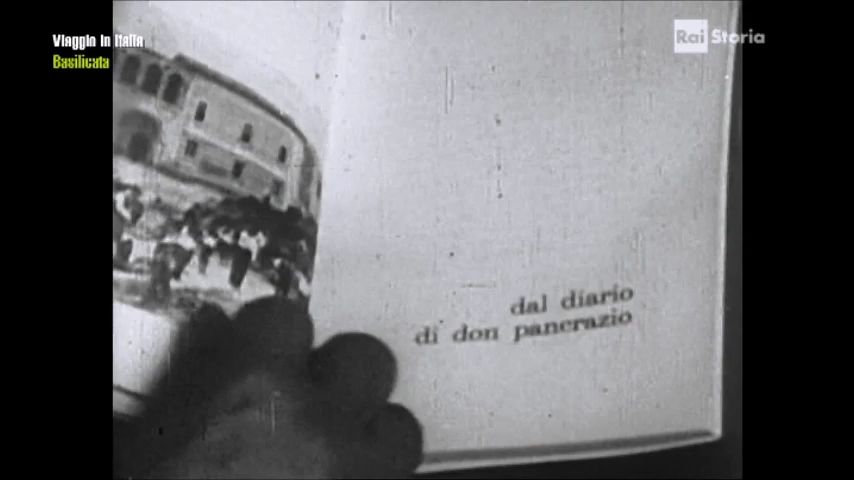 Viaggio in Italia
Basilicata
Rai Storia
dal diario
di don pancrazio